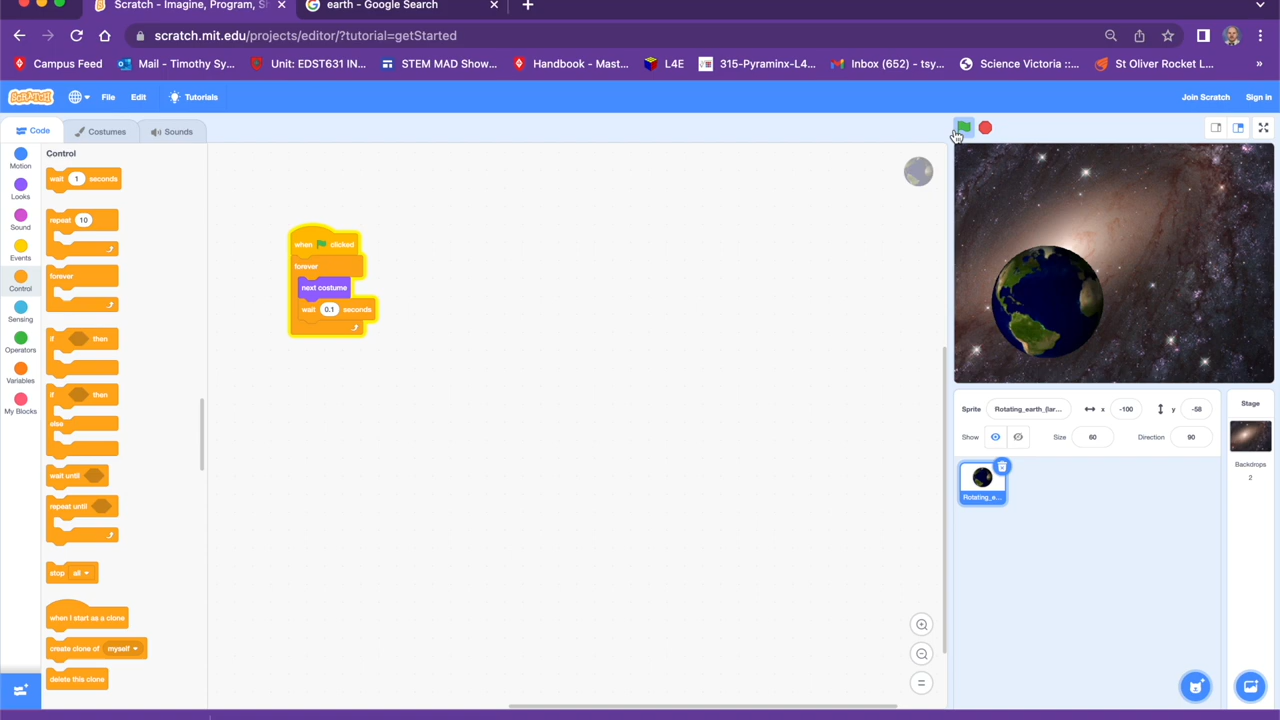 Scratch - Imagine, Program, S
earth - Google Search
scratch.mit.edu/projects/editor/?tutorial=getStarted
Campus Feed
Mail - Timothy Sy...
Unit: EDST631 IN...
STEM MAD Show...
Handbook - Mast...
L4E
315-Pyraminx-L4...
Inbox (652) - tsy...
Science Victoria ::...
St Oliver Rocket L...
»
SCRATCH
File
Edit
Tutorials
Join Scratch
Sign in
Code
Costumes
Sounds
Motion
Looks
Sound
Events
Control
Sensing
Operators
Variables
My Blocks
Control
wait 1 seconds
repeat 10
forever
if then
if then
else
wait until
repeat until
stop all
when I start as a clone
create clone of myself
delete this clone
when clicked
forever
next costume
wait 0.1 seconds
Sprite Rotating_earth_(lar... x -100 y -58
Show Size 60 Direction 90
Rotating_e...
Stage
Backdrops
2